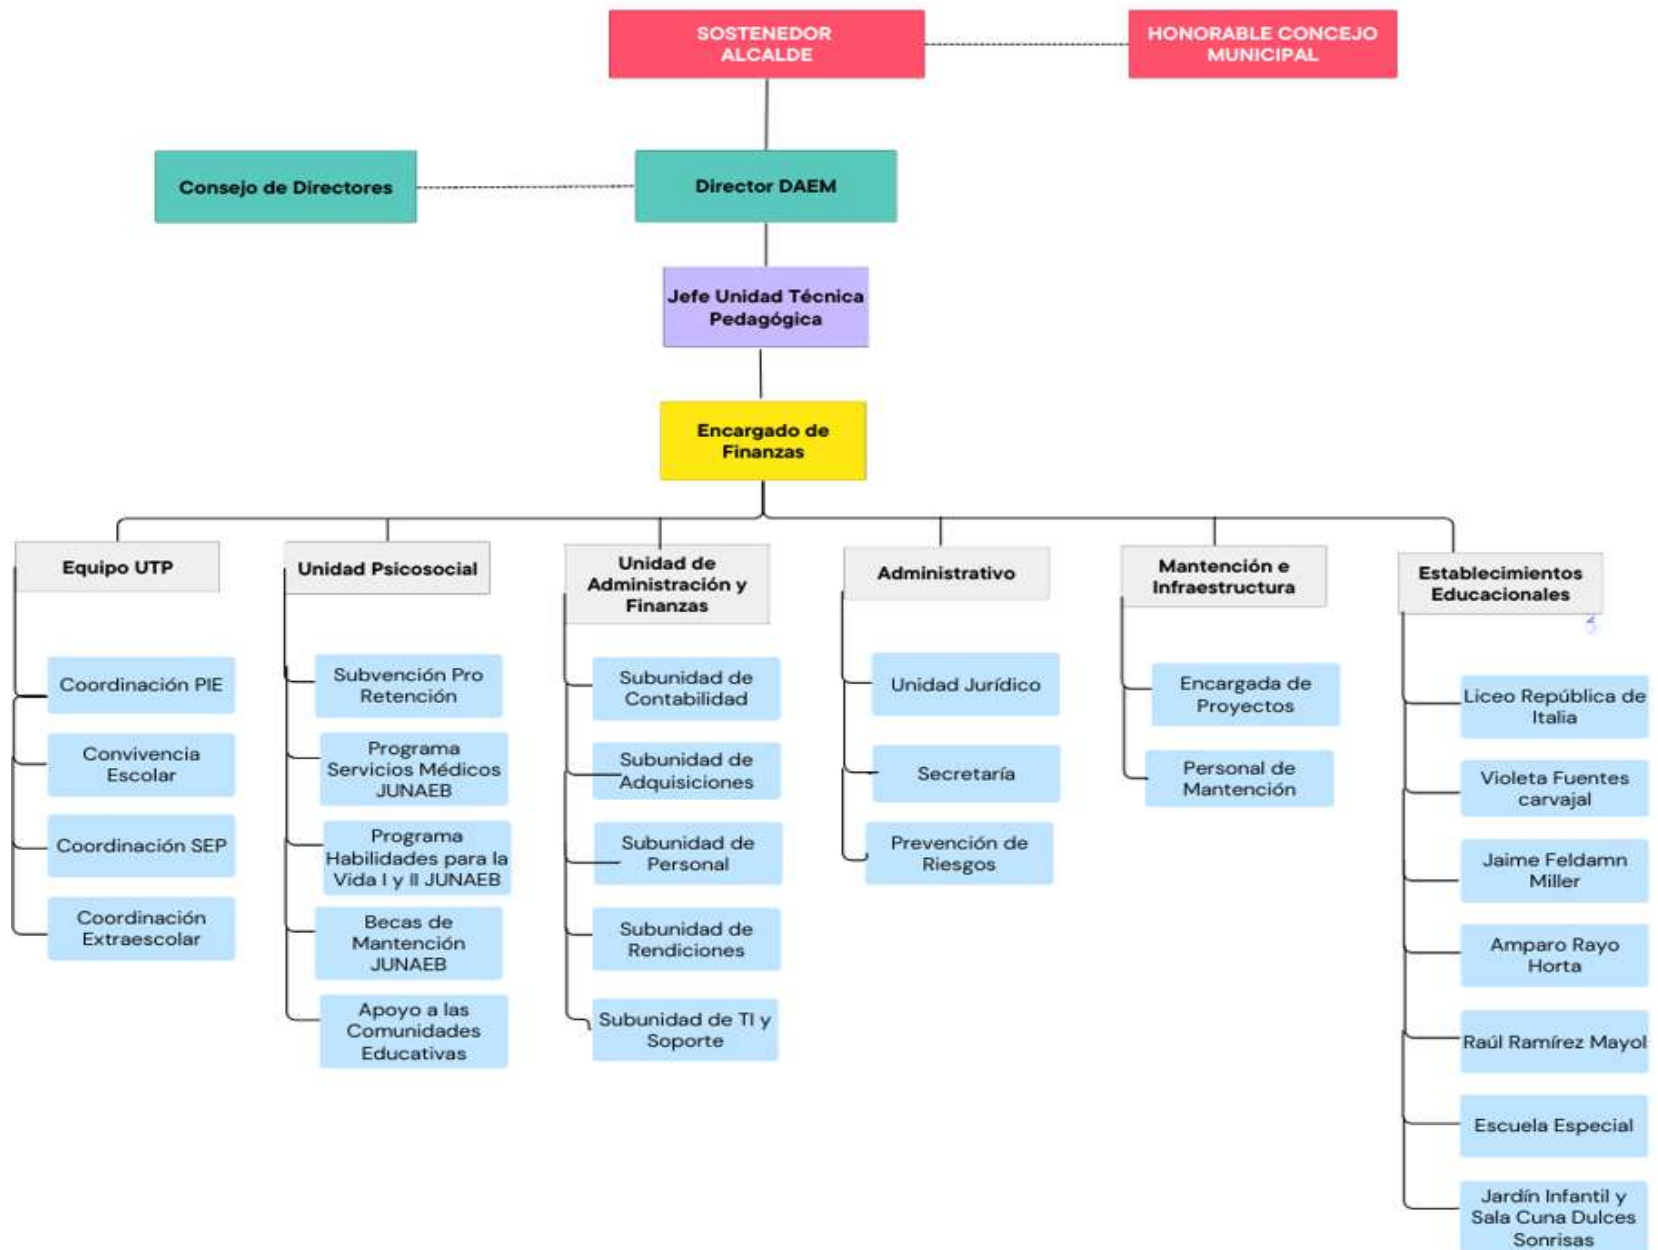 SOSTENEDOR
ALCALDE
HONORABLE CONCEJO
MUNICIPAL
Consejo de Directores
Director DAEM
Jefe Unidad Técnica
Pedagógica
Encargado de
Finanzas
Equipo UTP
Coordinación PIE
Convivencia
Escolar
Coordinación SEP
Coordinación
Extraescolar
Unidad Psicosocial
Subvención Pro
Retención
Programa
Servicios Médicos
JUNAEB
Programa
Habilidades para la
Vida I y II JUNAEB
Becas de
Mantención
JUNAEB
Apoyo a las
Comunidades
Educativas
Unidad de
Administración y
Finanzas
Subunidad de
Contabilidad
Subunidad de
Adquisiciones
Subunidad de
Personal
Subunidad de
Rendiciones
Subunidad de TI y
Soporte
Administrativo
Unidad Jurídico
Secretaría
Prevención de
Riesgos
Mantención e
Infraestructura
Encargada de
Proyectos
Personal de
Mantención
Establecimientos
Educacionales
Liceo República de
Italia
Violeta Fuentes
carvajal
Jaime Feldamn
Miller
Amparo Rayo
Horta
Raúl Ramírez Mayol
Escuela Especial
Jardín Infantil y
Sala Cuna Dulces
Sonrisas